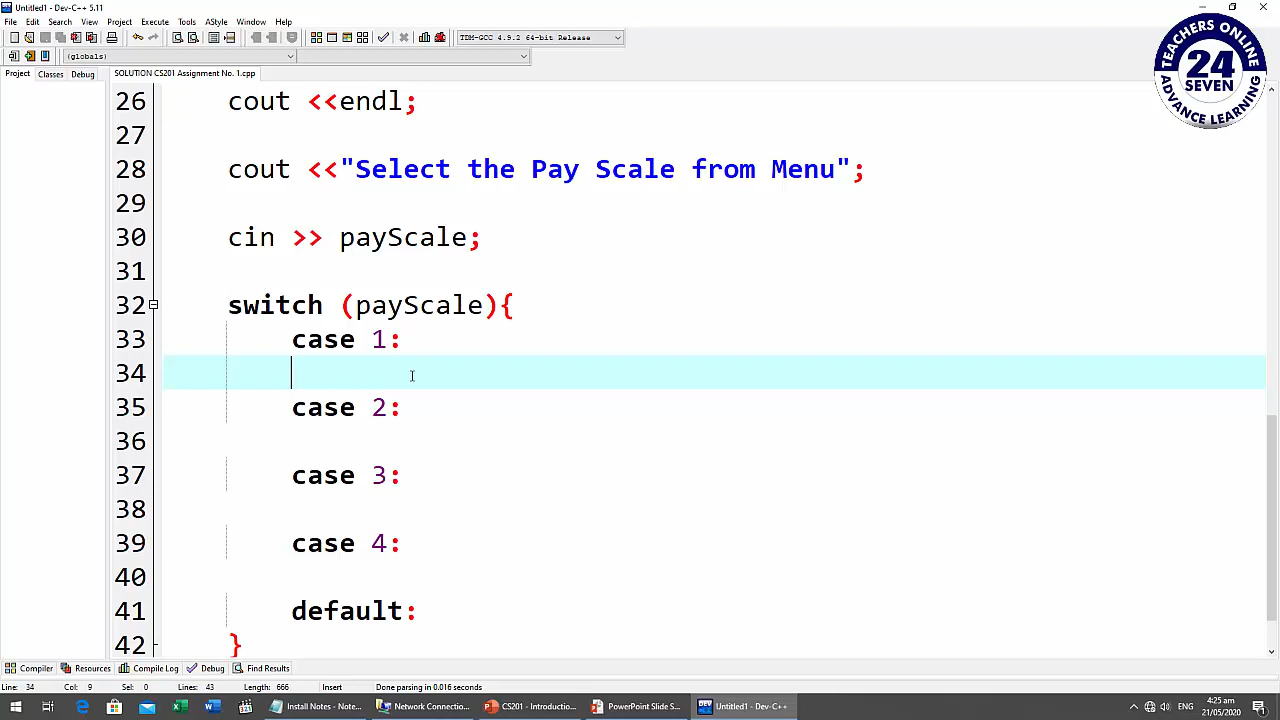 Untitled1 - Dev-C++ 5.11
File Edit Search View Project Execute Tools AStyle Window Help
TDM-GCC 4.9.2 64-bit Release
(globals)
Project Classes Debug
SOLUTION CS201 Assignment No. 1.cpp
TEACHERS ONLINE
24
SEVEN
ADVANCE LEARNING
26 cout <<endl;
27
28 cout <<"Select the Pay Scale from Menu";
29
30 cin >> payScale;
31
32 switch (payScale){
33 case 1:
34
35 case 2:
36
37 case 3:
38
39 case 4:
40
41 default:
42 }
Compiler Resources Compile Log Debug Find Results
Line: 34 Col: 9 Sel: 0 Lines: 43 Length: 666 Insert Done parsing in 0.016 seconds
Install Notes - Note... Network Connectio... CS201 - Introductio... PowerPoint Slide S... Untitled1 - Dev-C++ ENG 4:25 pm
21/05/2020